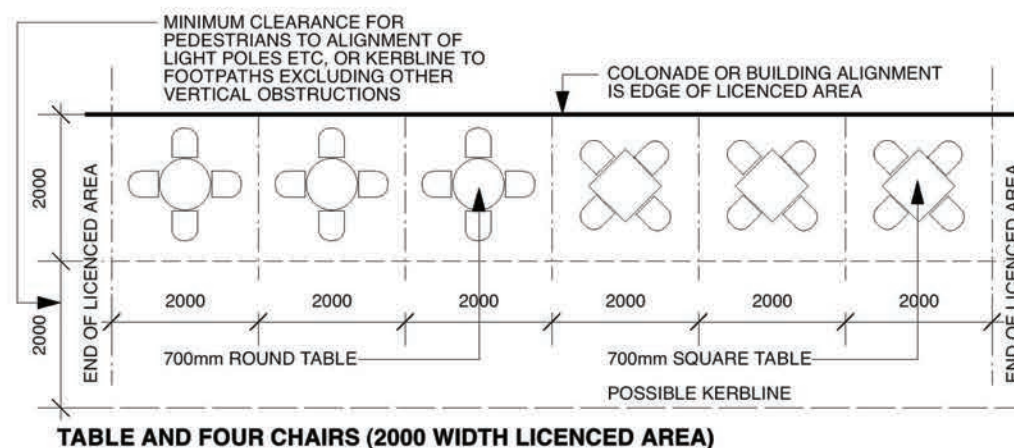 MINIMUM CLEARANCE FOR
PEDESTRIANS TO ALIGNMENT OF
LIGHT POLES ETC, OR KERBLINE TO
FOOTPATHS EXCLUDING OTHER
VERTICAL OBSTRUCTIONS
COLONADE OR BUILDING ALIGNMENT
IS EDGE OF LICENCED AREA
2000
2000
END OF LICENCED AREA
END OF LICENCED AREA
2000 2000 2000 2000 2000 2000
700mm ROUND TABLE
700mm SQUARE TABLE
POSSIBLE KERBLINE
TABLE AND FOUR CHAIRS (2000 WIDTH LICENCED AREA)